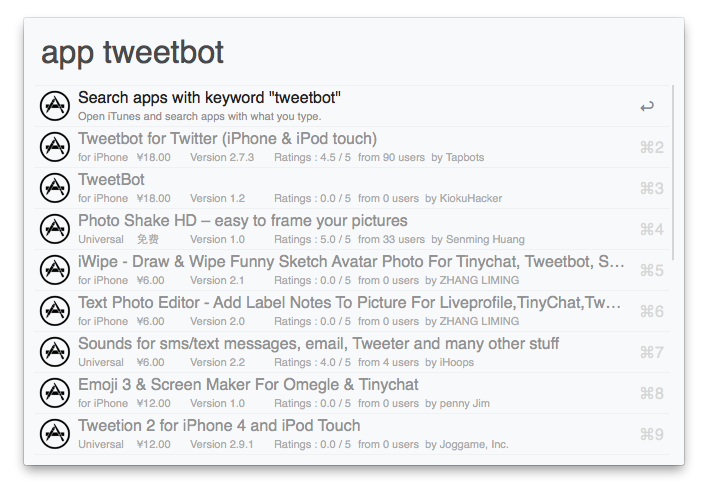 app tweetbot
Search apps with keyword "tweetbot"
Open iTunes and search apps with what you type.
↩
Tweetbot for Twitter (iPhone & iPod touch)
for iPhone ¥18.00 Version 2.7.3 Ratings : 4.5 / 5 from 90 users by Tapbots
⌘2
TweetBot
for iPhone ¥18.00 Version 1.2 Ratings : 0.0 / 5 from 0 users by KiokuHacker
⌘3
Photo Shake HD – easy to frame your pictures
Universal 免费 Version 1.0 Ratings : 5.0 / 5 from 33 users by Senming Huang
⌘4
iWipe - Draw & Wipe Funny Sketch Avatar Photo For Tinychat, Tweetbot, S…
for iPhone ¥6.00 Version 2.1 Ratings : 0.0 / 5 from 0 users by ZHANG LIMING
⌘5
Text Photo Editor - Add Label Notes To Picture For Liveprofile,TinyChat,Tw…
for iPhone ¥6.00 Version 2.0 Ratings : 0.0 / 5 from 0 users by ZHANG LIMING
⌘6
Sounds for sms/text messages, email, Tweeter and many other stuff
Universal ¥6.00 Version 2.2 Ratings : 4.0 / 5 from 4 users by iHoops
⌘7
Emoji 3 & Screen Maker For Omegle & Tinychat
for iPhone ¥12.00 Version 1.0 Ratings : 0.0 / 5 from 0 users by penny Jim
⌘8
Tweetion 2 for iPhone 4 and iPod Touch
Universal ¥12.00 Version 2.9.1 Ratings : 0.0 / 5 from 0 users by Joggame, Inc.
⌘9